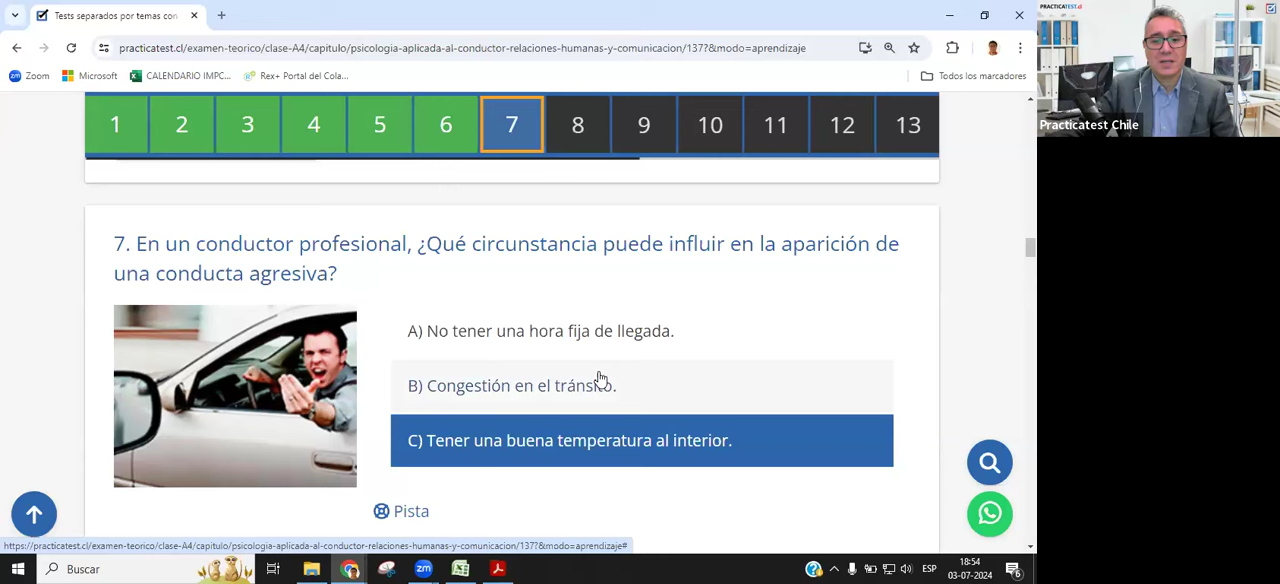 Tests separados por temas con
practicatest.cl/examen-teorico/clase-A4/capitulo/psicologia-aplicada-al-conductor-relaciones-humanas-y-comunicacion/137?&modo=aprendizaje
Zoom
Microsoft
CALENDARIO IMPC...
Rex+ Portal del Cola...
Todos los marcadores
PRACTICATEST.cl
Practicatest Chile
1 2 3 4 5 6 7 8 9 10 11 12 13
7. En un conductor profesional, ¿Qué circunstancia puede influir en la aparición de
una conducta agresiva?
A) No tener una hora fija de llegada.
B) Congestión en el tránsito.
C) Tener una buena temperatura al interior.
Pista
https://practicatest.cl/examen-teorico/clase-A4/capitulo/psicologia-aplicada-al-conductor-relaciones-humanas-y-comunicacion/137?&modo=aprendizaje#
Buscar
zm
ESP
18:54
03-07-2024
6